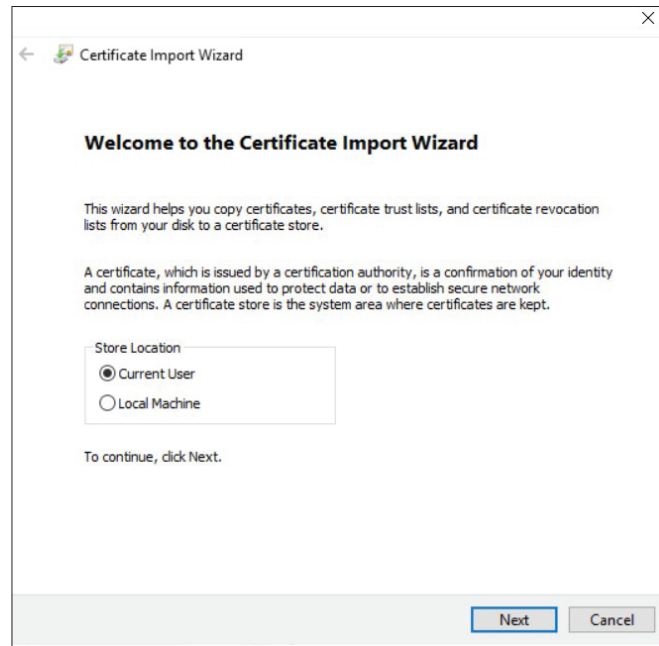 Certificate Import Wizard
Welcome to the Certificate Import Wizard
This wizard helps you copy certificates, certificate trust lists, and certificate revocation
lists from your disk to a certificate store.
A certificate, which is issued by a certification authority, is a confirmation of your identity
and contains information used to protect data or to establish secure network
connections. A certificate store is the system area where certificates are kept.
Store Location
Current User
Local Machine
To continue, click Next.
Next
Cancel